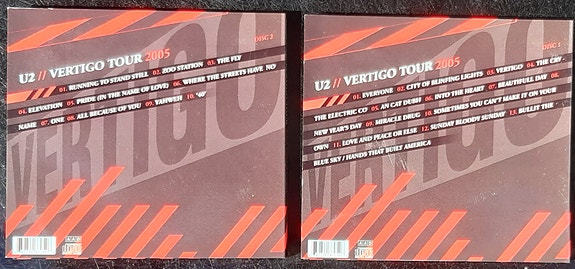 DISC 2
U2 // VERTIGO TOUR 2005
01. RUNNING TO STAND STILL 02. ZOO STATION 03. THE FLY
04. ELEVATION 05. PRIDE (IN THE NAME OF LOVE) 06. WHERE THE STREETS HAVE NO
NAME 07. ONE 08. ALL BECAUSE OF YOU 09. YAHWEH 10. '40'
VERTIGO
DISC 1
U2 // VERTIGO TOUR 2005
01. EVERYONE 02. CITY OF BLINFING LIGHTS 03. VERTIGO 04. THE CRY -
THE ELECTRIC CO 05. AN CAT DUBH 06. INTO THE HEART 07. BEAUTIFULL DAY 08.
NEW YEAR'S DAY 09. MIRACLE DRUG 10. SOMETIMES YOU CAN'T MAKE IT ON YOUR
OWN 11. LOVE AND PEACE OR ELSE 12. SUNDAY BLOODY SUNDAY 13. BULLET THE -
BLUE SKY / HANDS THAT BUILT AMERICA
VERTIGO